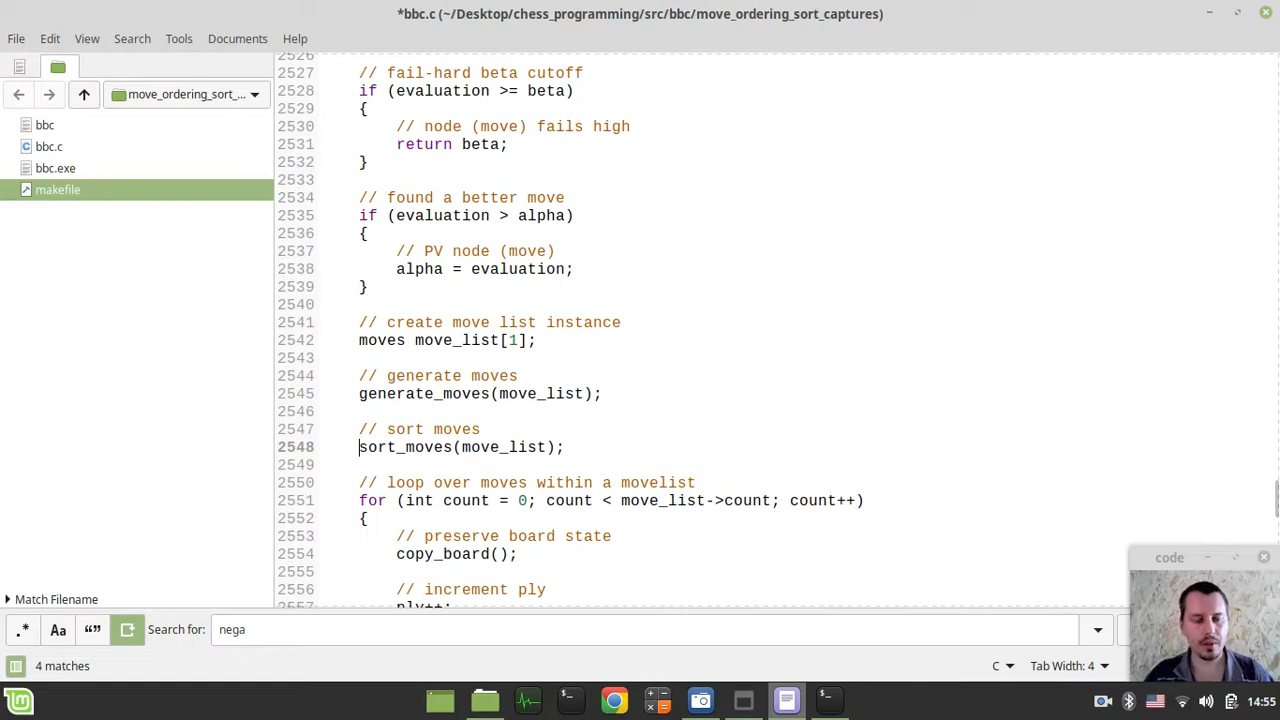 *bbc.c (~/Desktop/chess_programming/src/bbc/move_ordering_sort_captures)
File Edit View Search Tools Documents Help
move_ordering_sort_...
bbc
bbc.c
bbc.exe
makefile
2526
2527 // fail-hard beta cutoff
2528 if (evaluation >= beta)
2529 {
2530 // node (move) fails high
2531 return beta;
2532 }
2533
2534 // found a better move
2535 if (evaluation > alpha)
2536 {
2537 // PV node (move)
2538 alpha = evaluation;
2539 }
2540
2541 // create move list instance
2542 moves move_list[1];
2543
2544 // generate moves
2545 generate_moves(move_list);
2546
2547 // sort moves
2548 sort_moves(move_list);
2549
2550 // loop over moves within a movelist
2551 for (int count = 0; count < move_list->count; count++)
2552 {
2553 // preserve board state
2554 copy_board();
2555
2556 // increment ply
2557 ply++;
Match Filename
.* Aa “” Search for: nega
4 matches
C Tab Width: 4
code
14:55